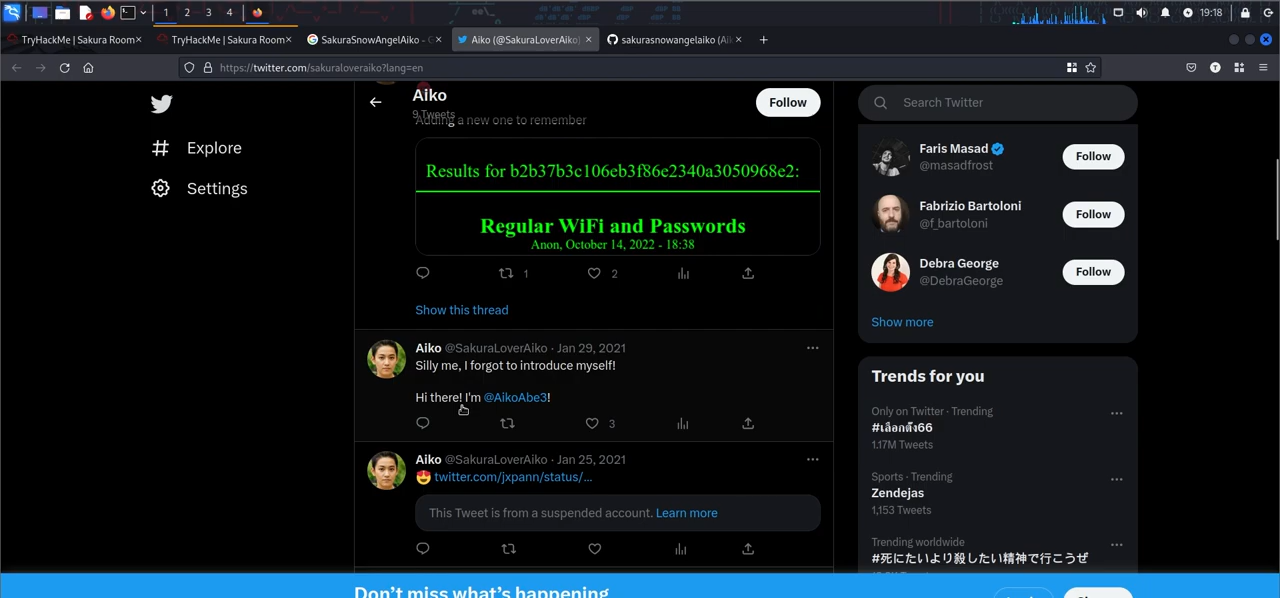 1 2 3 4
19:18
TryHackMe | Sakura Room
TryHackMe | Sakura Room
SakuraSnowAngelAiko -
Aiko (@SakuraLoverAiko)
sakurasnowangelaiko (Ai
https://twitter.com/sakuraloveraiko?lang=en
Explore
Settings
Aiko
9 Tweets
Follow
Adding a new one to remember
Results for b2b37b3c106eb3f86e2340a3050968e2:
Regular WiFi and Passwords
Anon, October 14, 2022 - 18:38
1 2
Show this thread
Aiko @SakuraLoverAiko · Jan 29, 2021
Silly me, I forgot to introduce myself!
Hi there! I'm @AikoAbe3!
3
Aiko @SakuraLoverAiko · Jan 25, 2021
😍 twitter.com/jxpann/status/...
This Tweet is from a suspended account. Learn more
Search Twitter
Faris Masad
@masadfrost
Follow
Fabrizio Bartoloni
@f_bartoloni
Follow
Debra George
@DebraGeorge
Follow
Show more
Trends for you
Only on Twitter · Trending
#เลือกตั้ง66
1.17M Tweets
Sports · Trending
Zendejas
1,153 Tweets
Trending worldwide
#死にたいより殺したい精神で行こうぜ
Don't miss what's happening